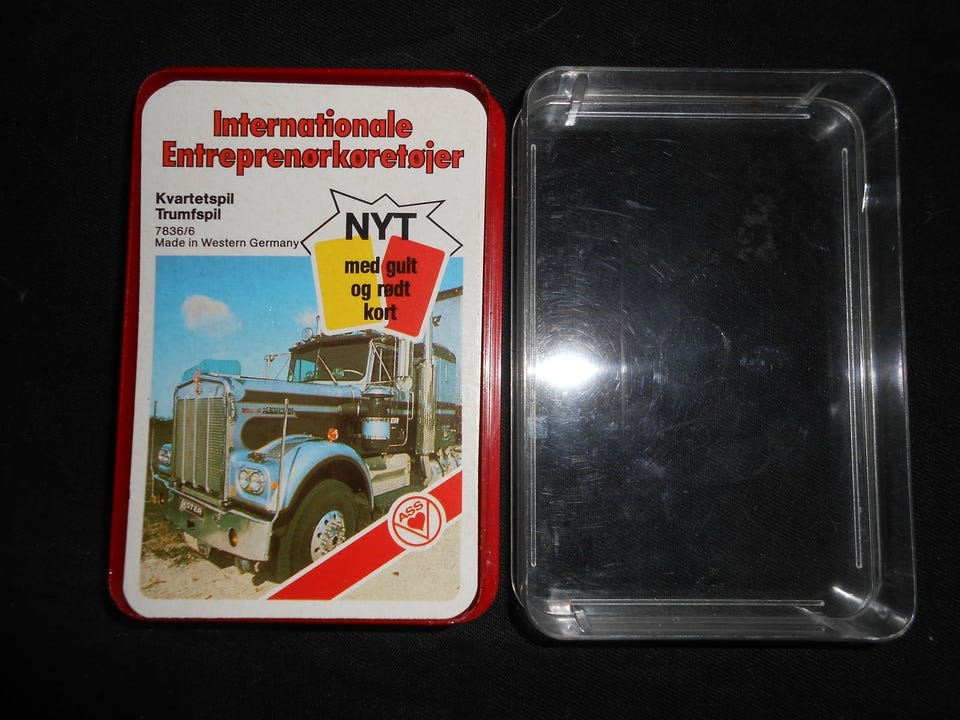 Internationale
Entreprenørkøretøjer
Kvartetspil
Trumfspil
7836/6
Made in Western Germany
NYT
med gult
og rødt
kort
ASS